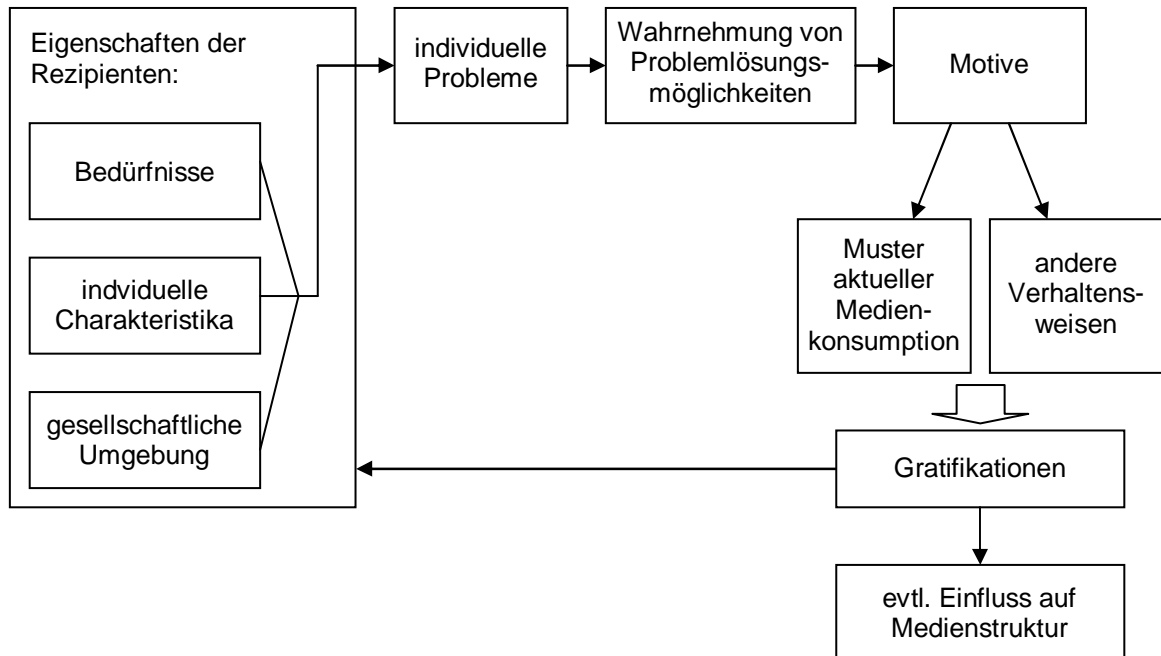 Eigenschaften der
Rezipienten:
Bedürfnisse
indviduelle
Charakteristika
gesellschaftliche
Umgebung
individuelle
Probleme
Wahrnehmung von
Problemlösungs-
möglichkeiten
Motive
Muster
aktueller
Medien-
konsumption
andere
Verhaltens-
weisen
Gratifikationen
evtl. Einfluss auf
Medienstruktur